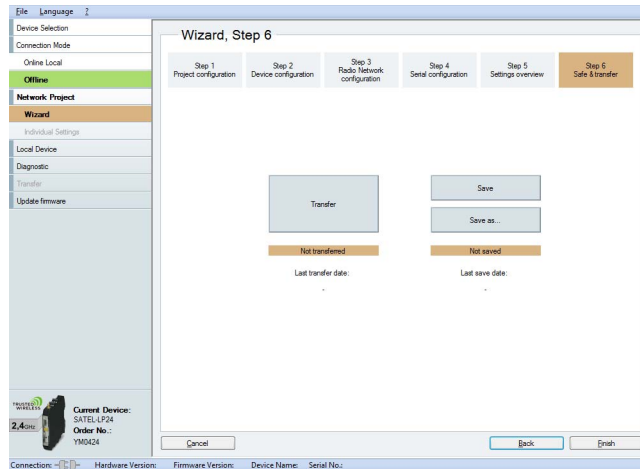 File Language ?
Device Selection
Connection Mode
Online Local
Offline
Network Project
Wizard
Individual Settings
Local Device
Diagnostic
Transfer
Update firmware
Wizard, Step 6
Step 1
Project configuration
Step 2
Device configuration
Step 3
Radio Network
configuration
Step 4
Serial configuration
Step 5
Settings overview
Step 6
Safe & transfer
Transfer
Not transferred
Last transfer date:
-
Save
Save as...
Not saved
Last save date:
-
TRUSTED
WIRELESS
2,4GHz
Current Device:
SATEL-LP24
Order No.:
YM0424
Cancel
Back
Finish
Connection: Hardware Version: Firmware Version: Device Name: Serial No.: